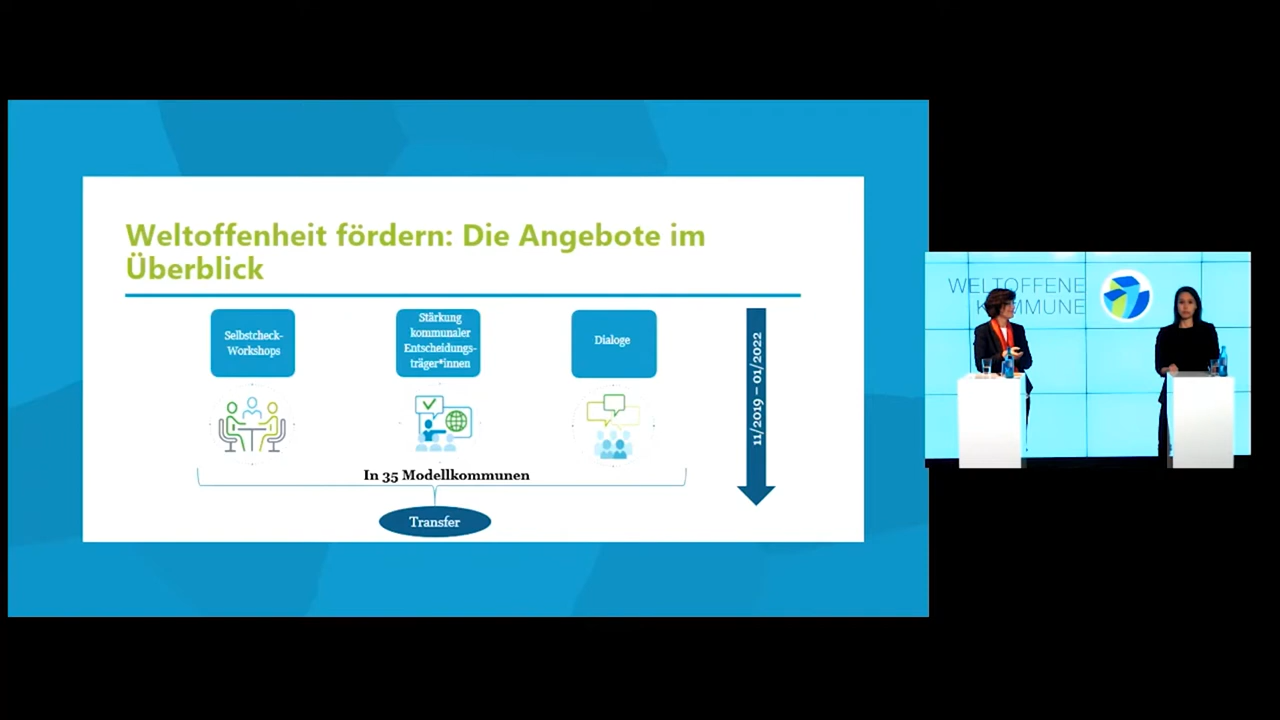 Weltoffenheit fördern: Die Angebote im
Überblick
Selbstcheck-
Workshops
Stärkung
kommunaler
Entscheidungs-
träger*innen
Dialoge
11/2019 – 01/2022
In 35 Modellkommunen
Transfer
WELTOFFENE
KOMMUNE